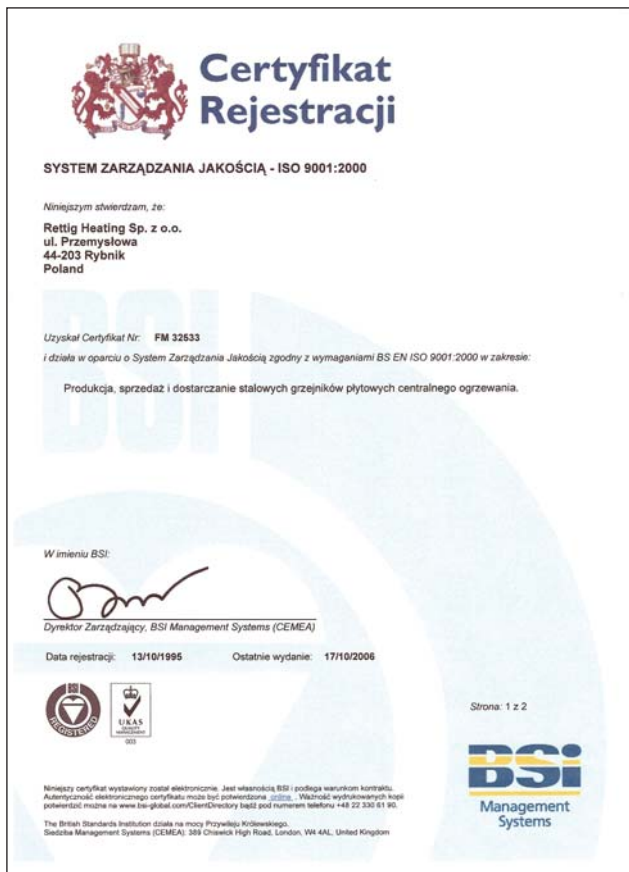 Certyfikat
Rejestracji
SYSTEM ZARZĄDZANIA JAKOŚCIĄ - ISO 9001:2000
Niniejszym stwierdzam, że:
Rettig Heating Sp. z o.o.
ul. Przemysłowa
44-203 Rybnik
Poland
BSI
Uzyskał Certyfikat Nr: FM 32533
i działa w oparciu o System Zarządzania Jakością zgodny z wymaganiami BS EN ISO 9001:2000 w zakresie:
Produkcja, sprzedaż i dostarczanie stalowych grzejników płytowych centralnego ogrzewania.
W imieniu BSI:
Dyrektor Zarządzający, BSI Management Systems (CEMEA)
Data rejestracji: 13/10/1995 Ostatnie wydanie: 17/10/2006
BSI
REGISTERED
UKAS
QUALITY
MANAGEMENT
003
Strona: 1 z 2
Niniejszy certyfikat wystawiony został elektronicznie. Jest własnością BSI i podlega warunkom kontraktu.
Autentyczność elektronicznego certyfikatu może być potwierdzona online. Ważność wydrukowanych kopii
potwierdzić można na www.bsi-global.com/ClientDirectory bądź pod numerem telefonu +48 22 330 61 90.
The British Standards Institution działa na mocy Przywileju Królewskiego.
Siedziba Management Systems (CEMEA): 389 Chiswick High Road, London, W4 4AL, United Kingdom
BSi
Management
Systems